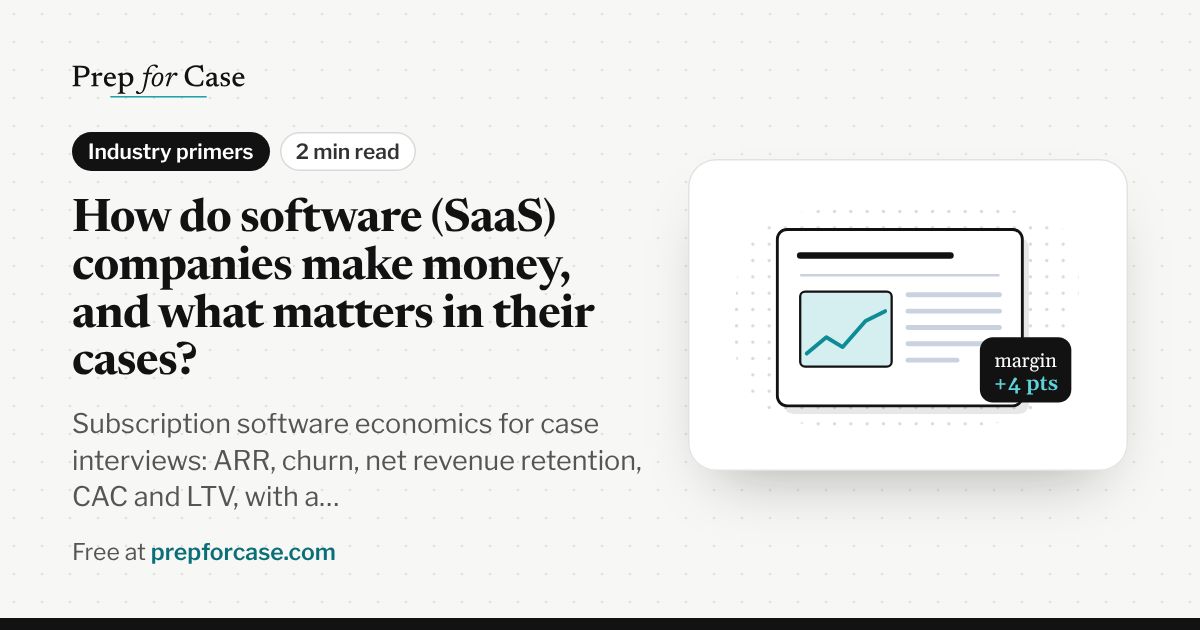 Prep for Case
Industry primers
2 min read
How do software (SaaS)
companies make money,
and what matters in their
cases?
Subscription software economics for case
interviews: ARR, churn, net revenue retention,
CAC and LTV, with a...
Free at prepforcase.com
margin
+4 pts